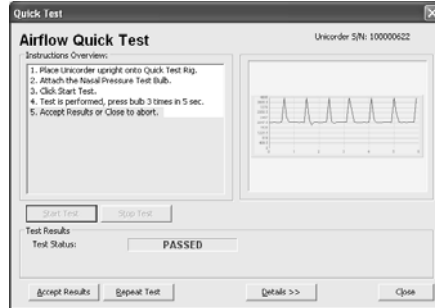 Quick Test
Airflow Quick Test
Unicorder S/N: 100000622
Instructions Overview:
1. Place Unicorder upright onto Quick Test Rig.
2. Attach the Nasal Pressure Test Bulb.
3. Click Start Test.
4. Test is performed, press bulb 3 times in 5 sec.
5. Accept Results or Close to abort.
Start Test
Stop Test
Test Results
Test Status:
PASSED
Accept Results
Repeat Test
Details >>
Close